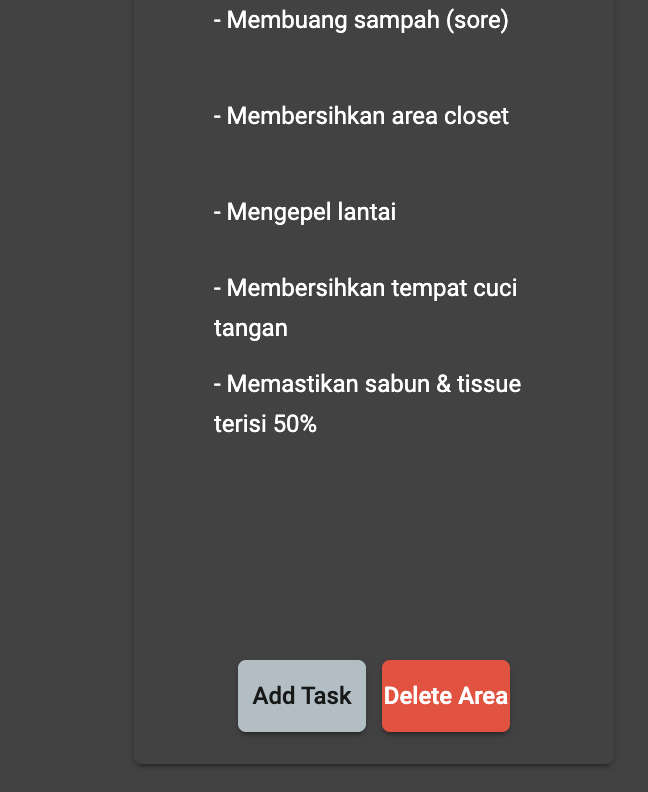 - Membuang sampah (sore)
- Membersihkan area closet
- Mengepel lantai
- Membersihkan tempat cuci
tangan
- Memastikan sabun & tissue
terisi 50%
Add Task
Delete Area